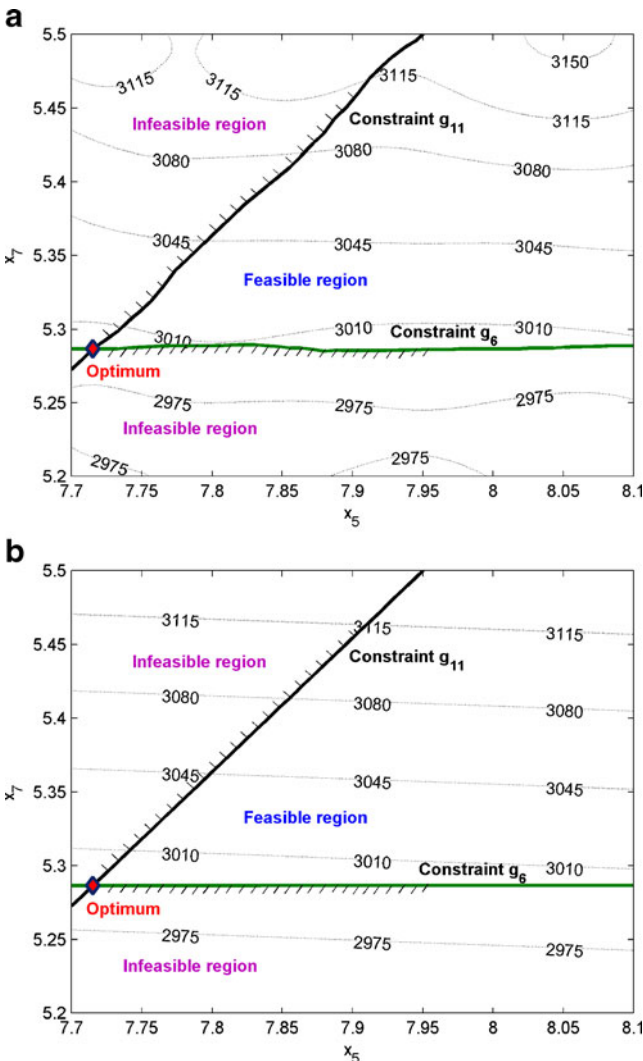 a
5.5
3150
3115
3115
3115
5.45
Infeasible region
Constraint g11
3115
3080
3080
3080
5.4
3045
3045
3045
5.35
x7
Feasible region
5.3
3010
3010
Constraint g6
3010
Optimum
5.25
2975
2975
2975
Infeasible region
2975
2975
5.2
7.7 7.75 7.8 7.85 7.9 7.95 8 8.05 8.1
x5
b
5.5
3115
3115
3115
5.45
Infeasible region
Constraint g11
3080
3080
3080
5.4
3045
3045
3045
5.35
x7
Feasible region
5.3
3010
3010
3010
Constraint g6
Optimum
5.25
2975
2975
2975
Infeasible region
5.2
7.7 7.75 7.8 7.85 7.9 7.95 8 8.05 8.1
x5